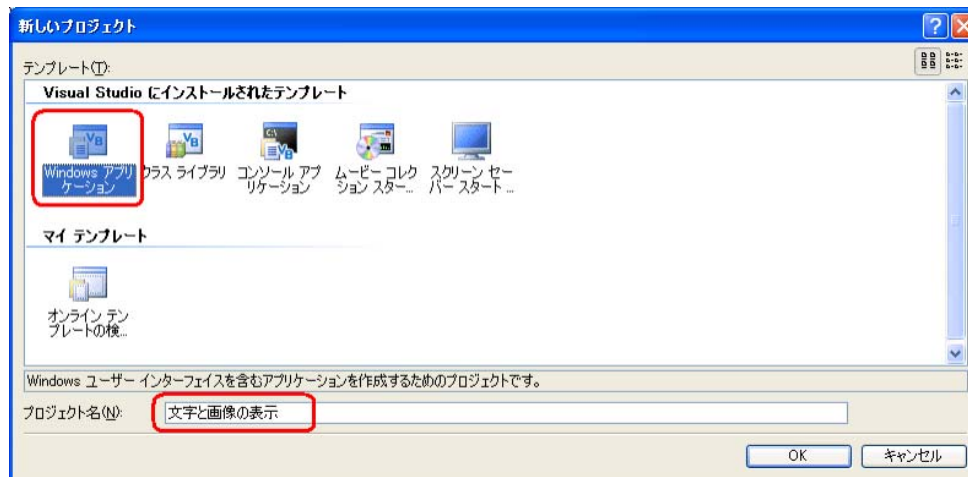 新しいプロジェクト
テンプレート(T):
Visual Studio にインストールされたテンプレート
VB
VB
C:\
VB
Windows アプリ
ケーション
クラス ライブラリ
コンソール アプ
リケーション
ムービー コレク
ション スター...
スクリーン セー
バー スタート ...
マイ テンプレート
オンライン テン
プレートの検...
Windows ユーザー インターフェイスを含むアプリケーションを作成するためのプロジェクトです。
プロジェクト名(N):
文字と画像の表示
OK
キャンセル